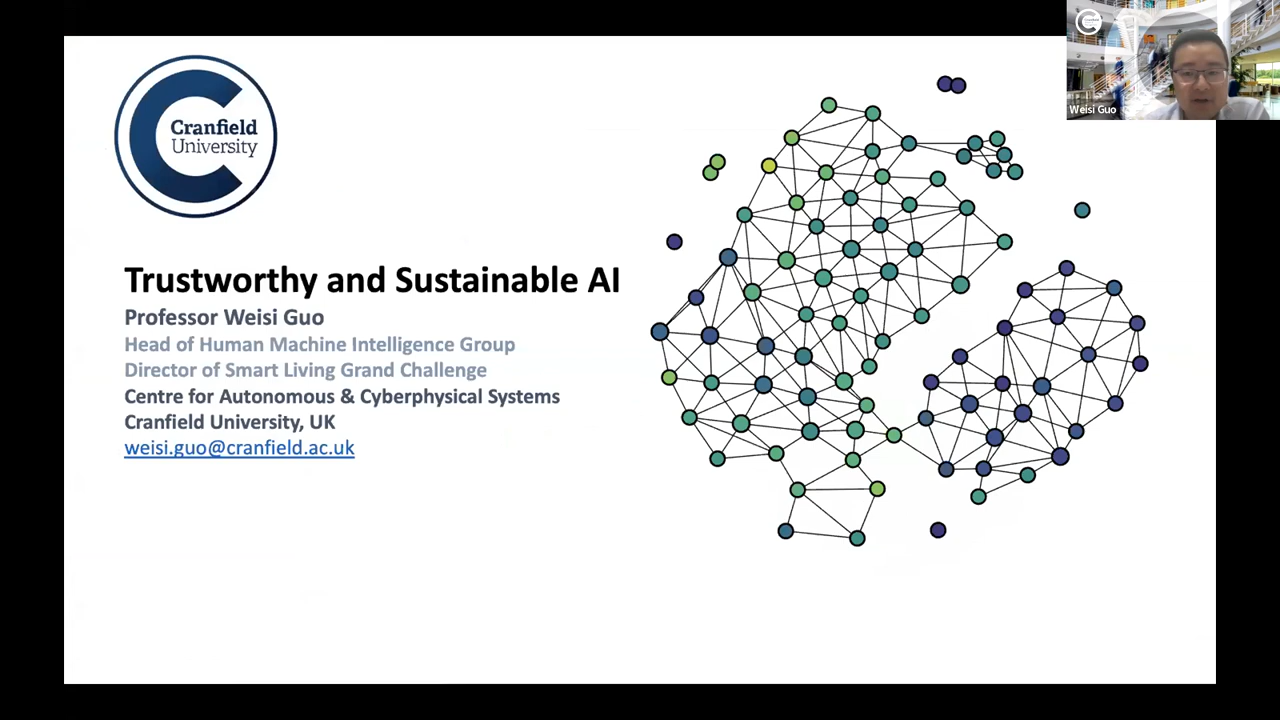 Cranfield
University
Trustworthy and Sustainable AI
Professor Weisi Guo
Head of Human Machine Intelligence Group
Director of Smart Living Grand Challenge
Centre for Autonomous & Cyberphysical Systems
Cranfield University, UK
weisi.guo@cranfield.ac.uk
Cranfield
Weisi Guo